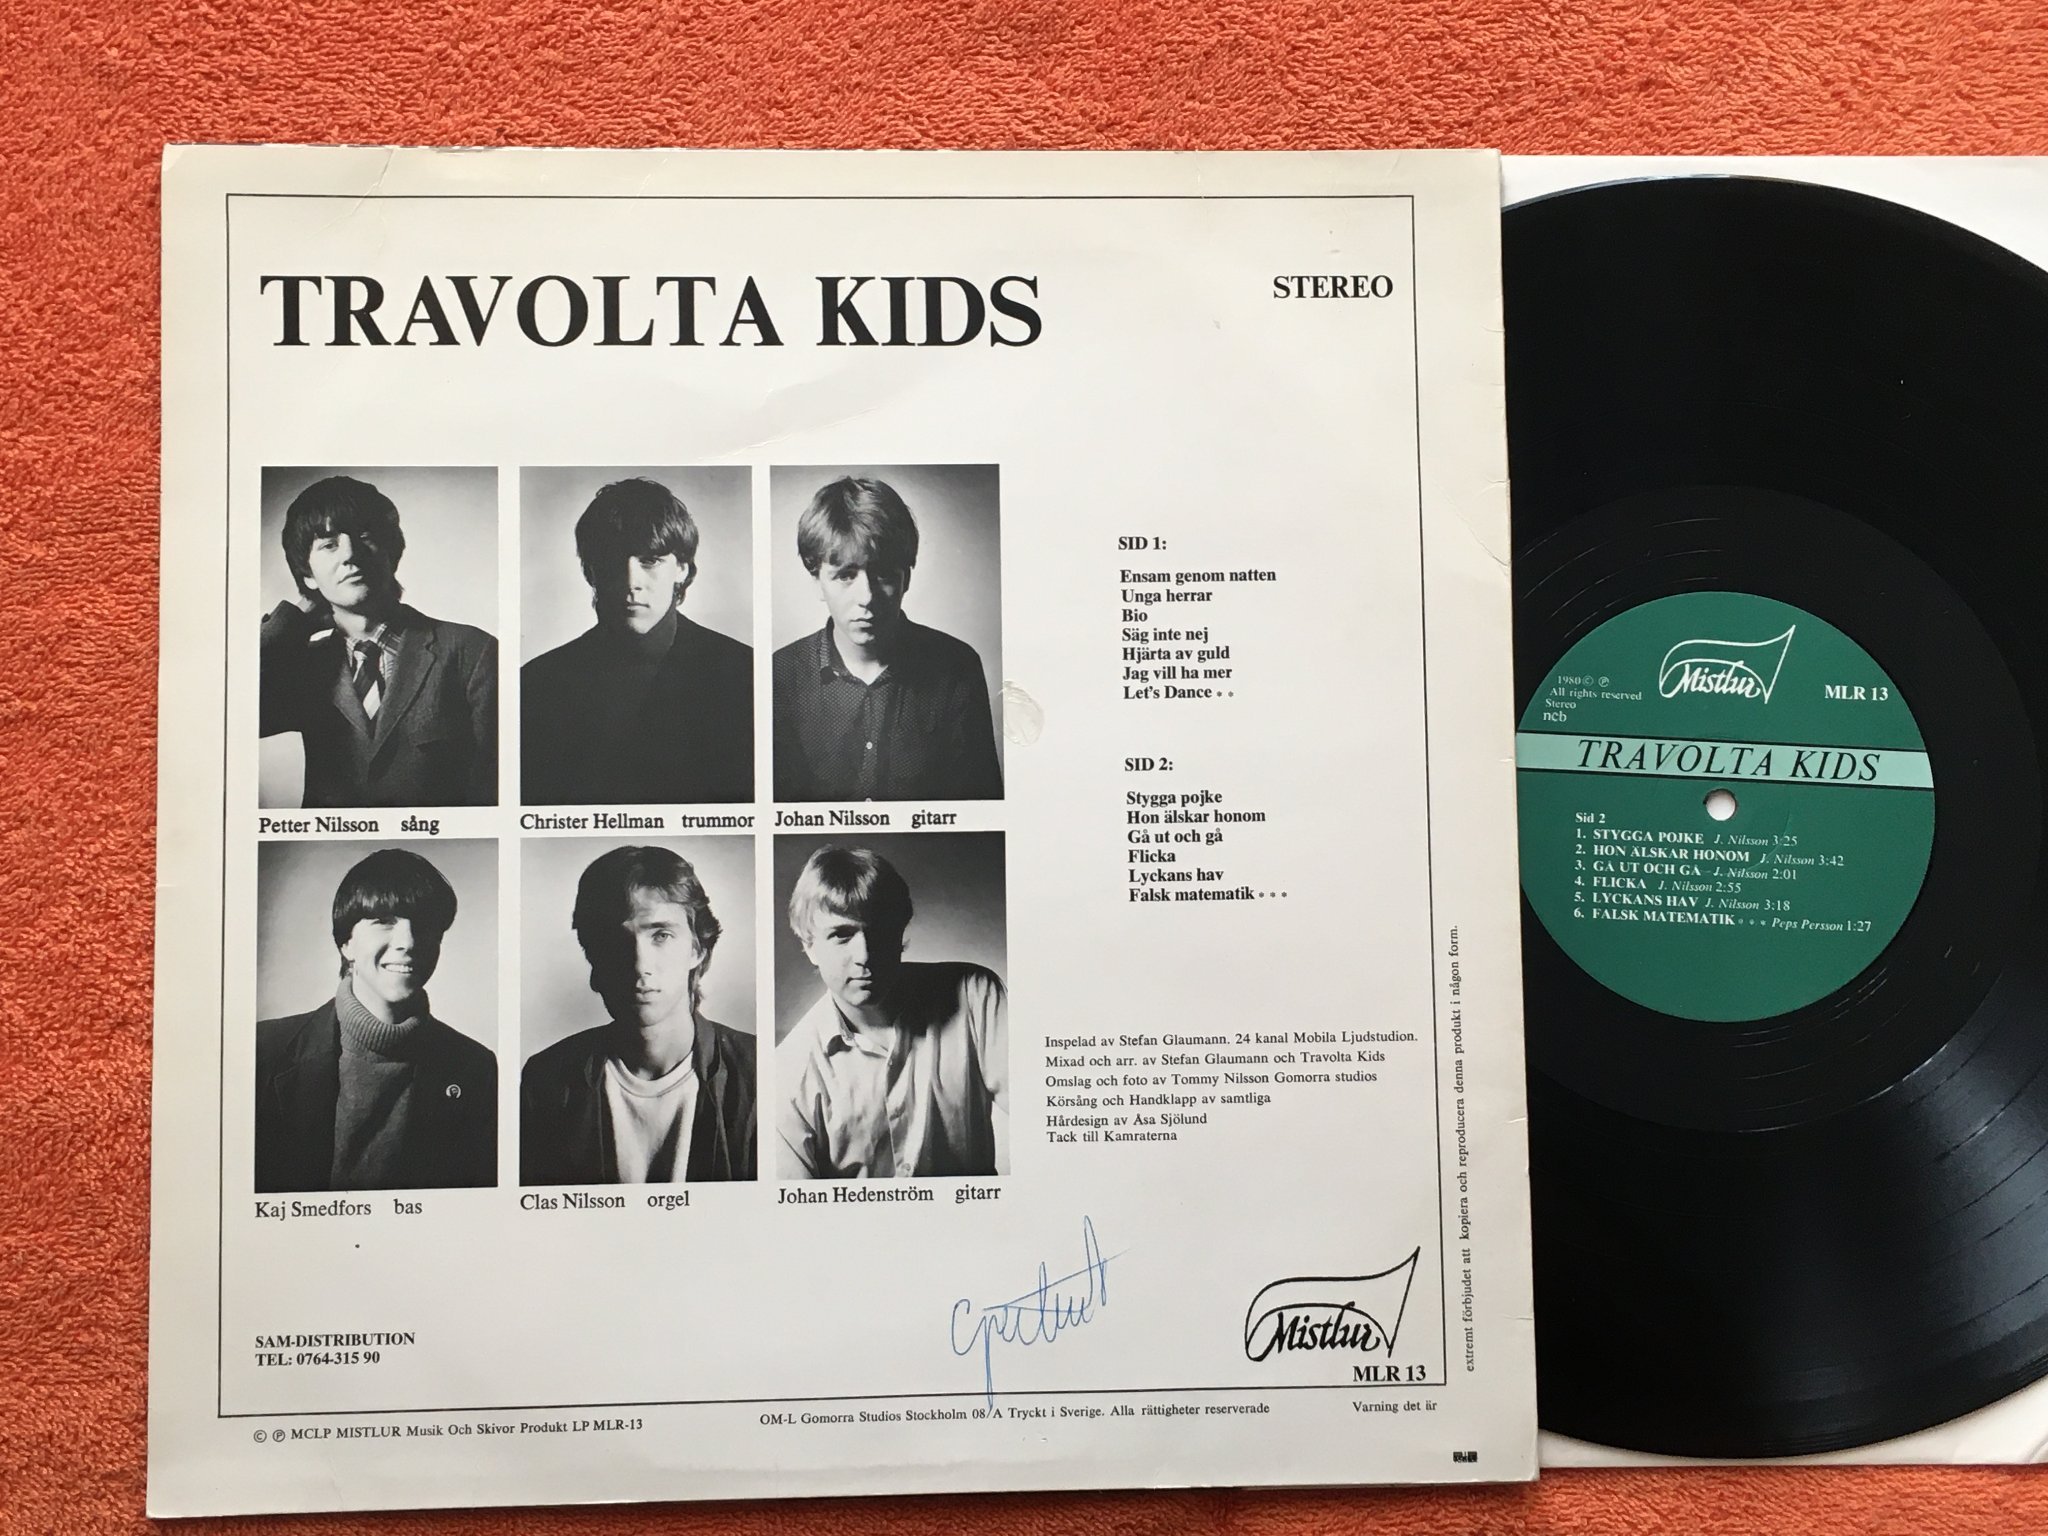 TRAVOLTA KIDS
STEREO
Petter Nilsson sång
Christer Hellman trummor
Johan Nilsson gitarr
Kaj Smedfors bas
Clas Nilsson orgel
Johan Hedenström gitarr
SID 1:
Ensam genom natten
Unga herrar
Bio
Säg inte nej
Hjärta av guld
Jag vill ha mer
Let's Dance * *
SID 2:
Stygga pojke
Hon älskar honom
Gå ut och gå
Flicka
Lyckans hav
Falsk matematik * * *
Inspelad av Stefan Glaumann. 24 kanal Mobila Ljudstudion.
Mixad och arr. av Stefan Glaumann och Travolta Kids
Omslag och foto av Tommy Nilsson Gomorra studios
Körsång och Handklapp av samtliga
Hårdesign av Åsa Sjölund
Tack till Kamraterna
SAM-DISTRIBUTION
TEL: 0764-315 90
Mistlur
MLR 13
© ℗ MCLP MISTLUR Musik Och Skivor Produkt LP MLR-13
OM-L Gomorra Studios Stockholm 08/A Tryckt i Sverige. Alla rättigheter reserverade
Varning det är
extremt förbjudet att kopiera och reproducera denna produkt i någon form.
Mistlur
1980 © ℗
All rights reserved
Stereo
ncb
MLR 13
TRAVOLTA KIDS
Sid 2
1. STYGGA POJKE J. Nilsson 3:25
2. HON ÄLSKAR HONOM J. Nilsson 3:42
3. GÅ UT OCH GÅ J. Nilsson 2:01
4. FLICKA J. Nilsson 2:55
5. LYCKANS HAV J. Nilsson 3:18
6. FALSK MATEMATIK * * * Peps Persson 1:27